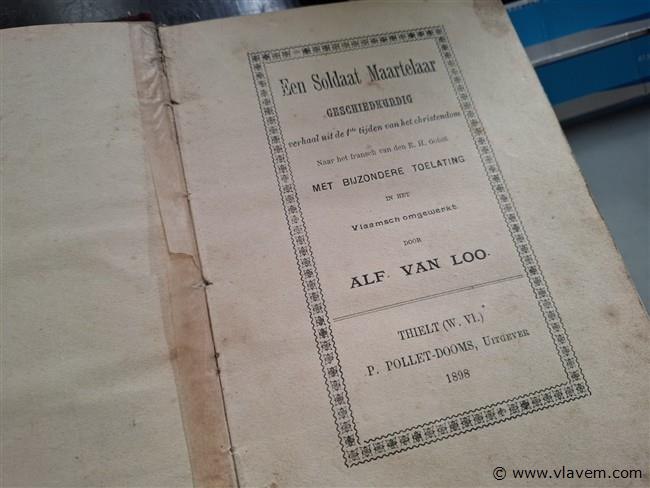 Een Soldaat Maartelaar
GESCHIEDKUNDIG
verhaal uit de 1ste tijden van het christendom
Naar het fransch van den E. H.
MET BIJZONDERE TOELATING
IN HET
Vlaamsch omgewerkt
DOOR
ALF. VAN LOO.
THIELT (W. Vl.)
P. POLLET-DOOMS, UITGEVER
1898
© www.vlavem.com